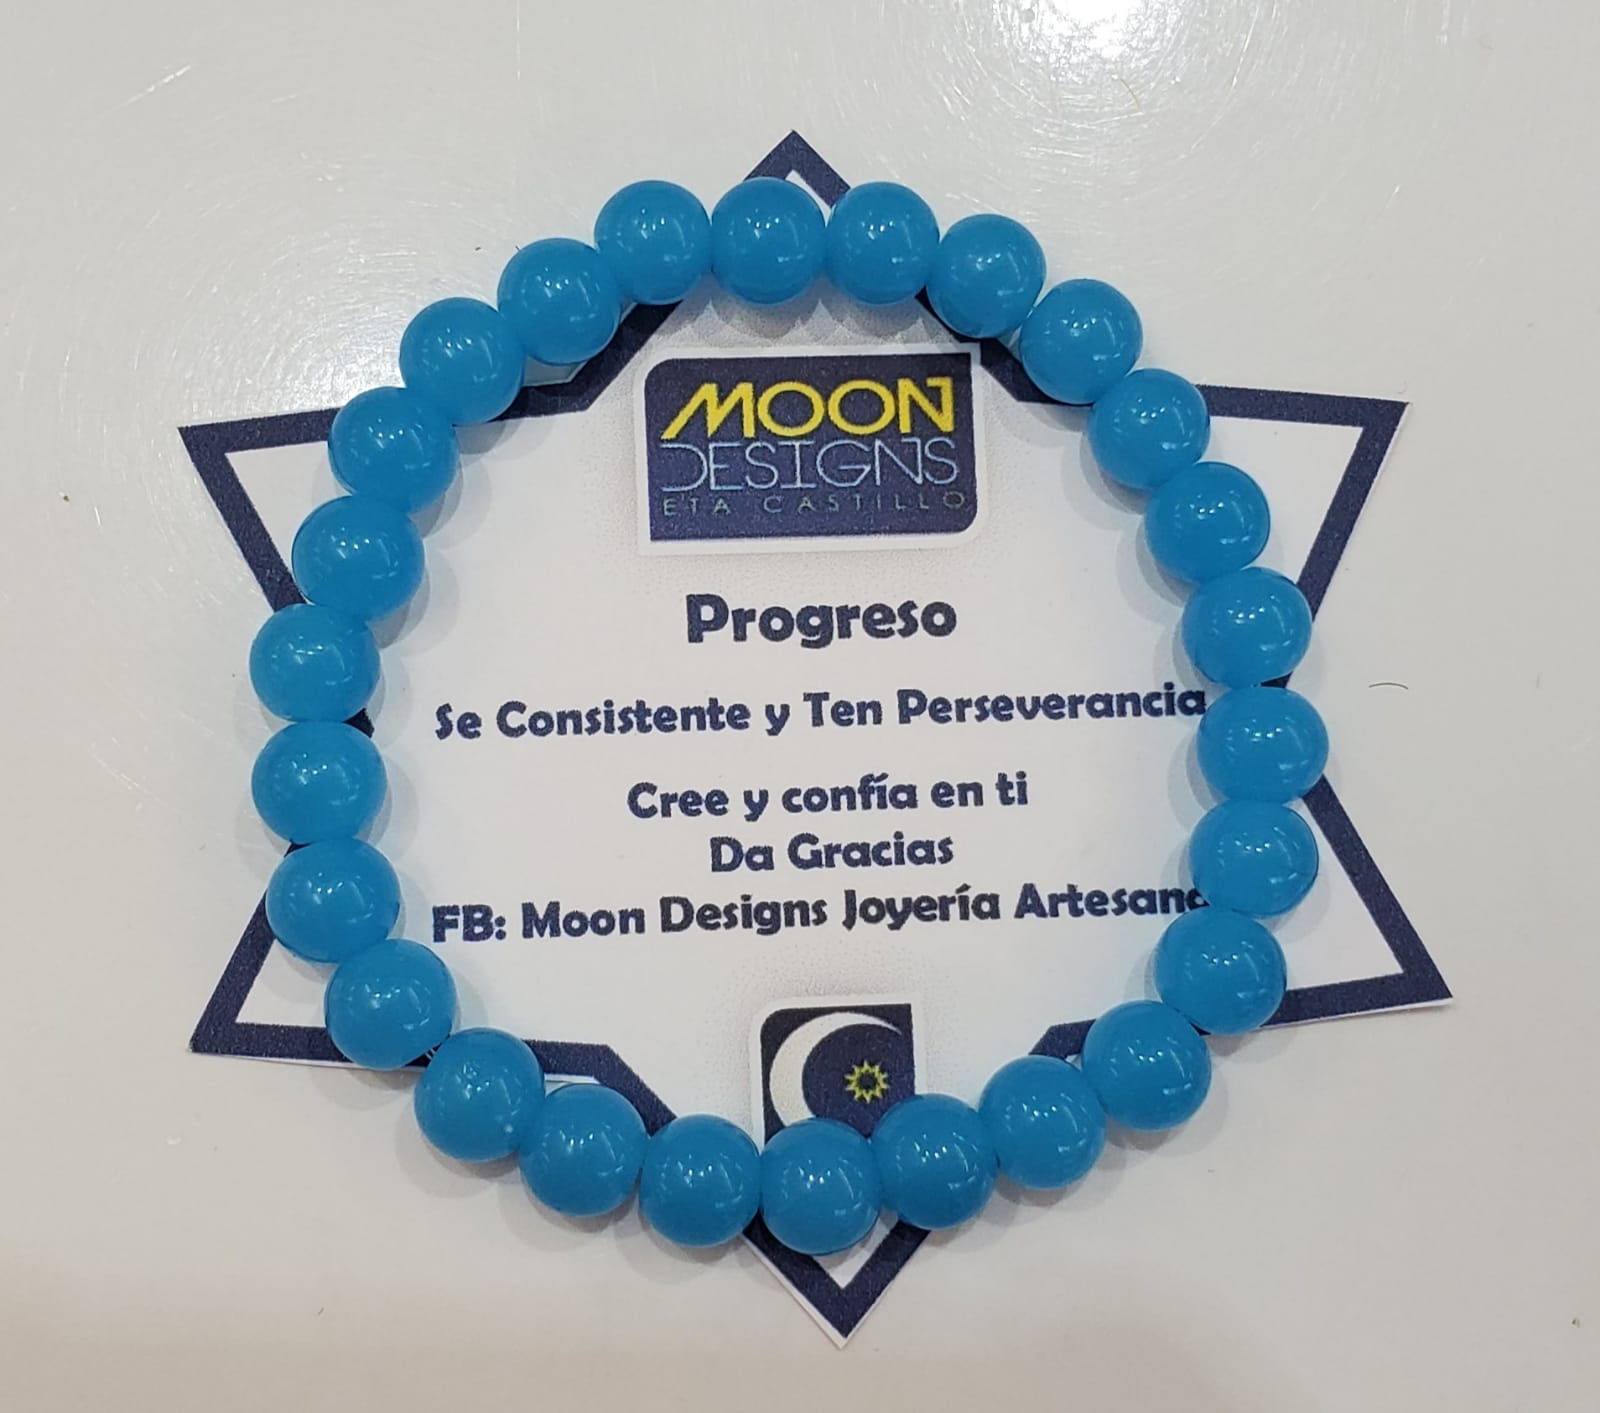 MOON
DESIGNS
ETA CASTILLO
Progreso
Se Consistente y Ten Perseverancia
Cree y confía en ti
Da Gracias
FB: Moon Designs Joyería Artesana